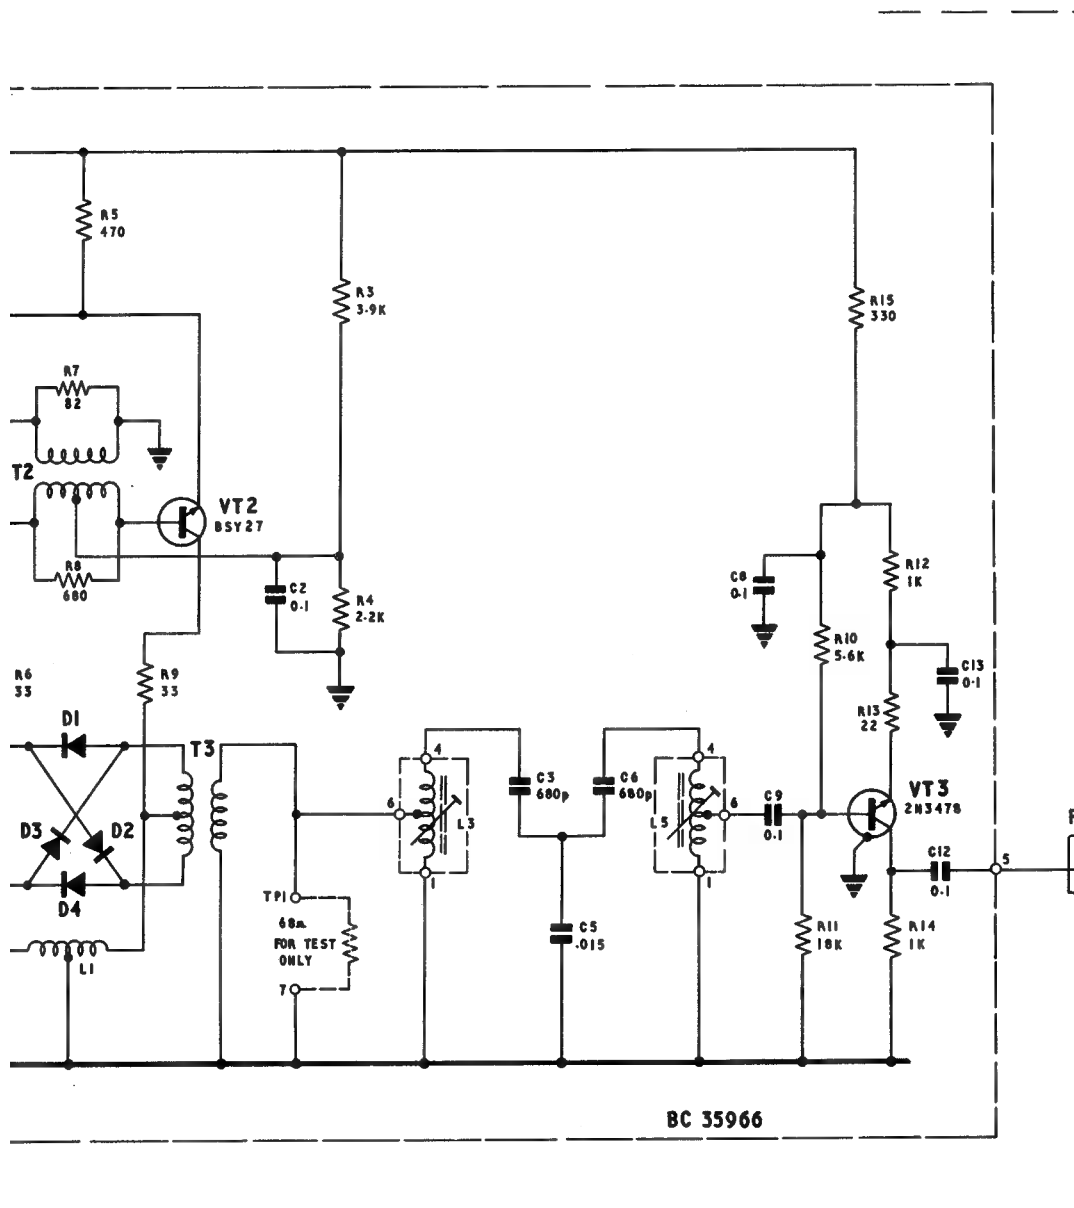 R5
470
R3
3.9K
R15
330
R7
82
T2
VT2
BSY27
R8
680
C2
0.1
R4
2.2K
C8
0.1
R12
1K
R10
5.6K
C13
0.1
R6
33
R9
33
R13
22
D1
T3
4
C3
680p
C6
680p
4
6
L3
L5
6
C9
0.1
VT3
2N3478
D3
D2
1
1
C12
0.1
5
D4
TP1
68Ω
FOR TEST
ONLY
C5
.015
R11
18K
R14
1K
L1
7
BC 35966